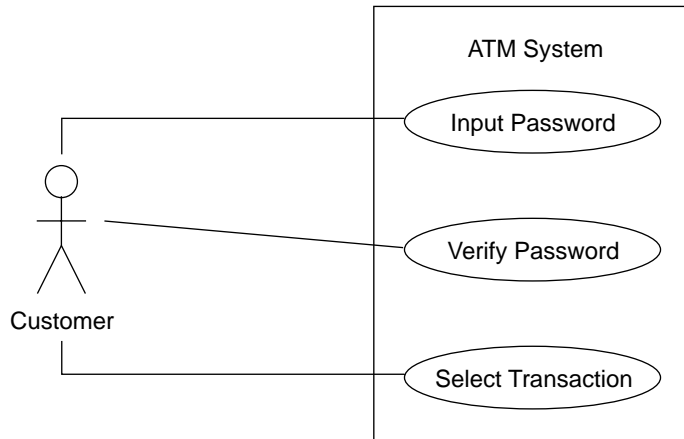 ATM System
Input Password
Verify Password
Customer
Select Transaction